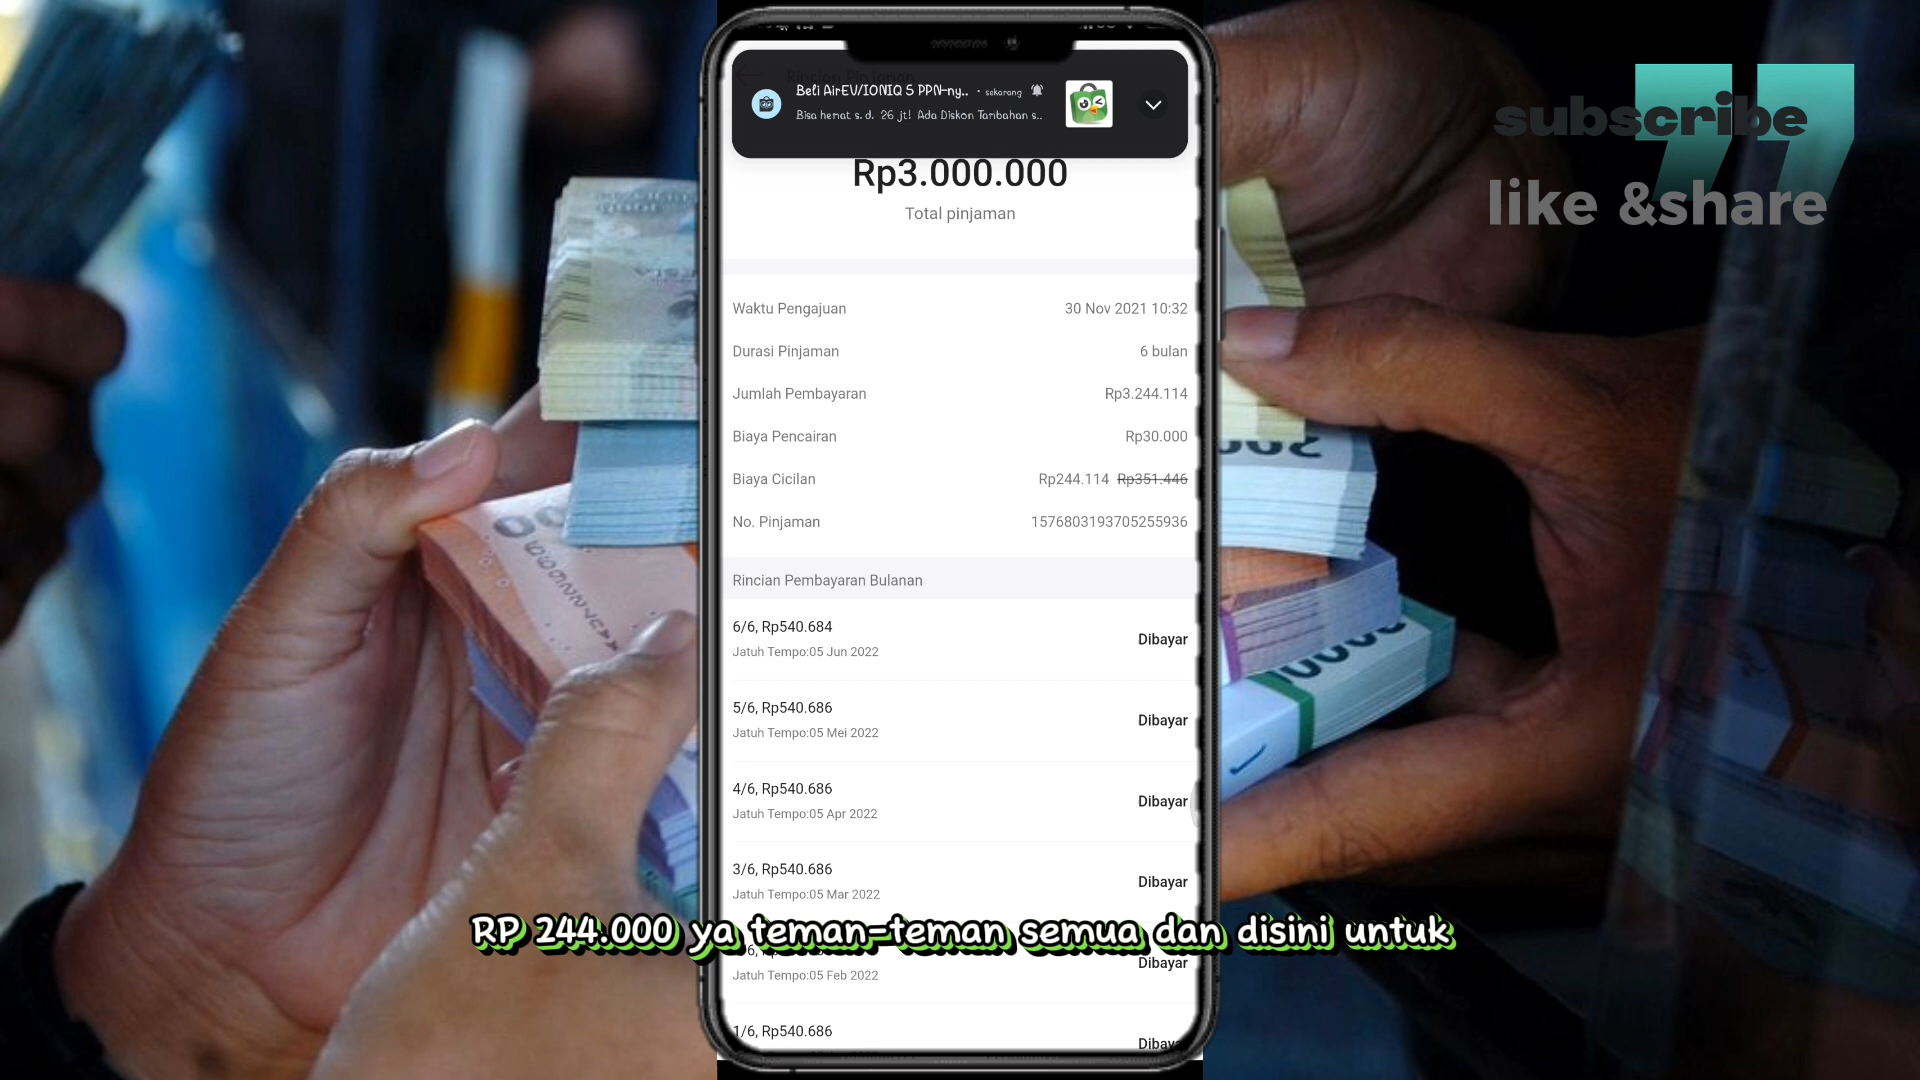 Rincian Pinjaman
Beli AirEV/IONIQ 5 PPN-ny.. • sekarang
Bisa hemat s.d. 26 jt! Ada Diskon Tambahan s..
Rp3.000.000
Total pinjaman
Waktu Pengajuan 30 Nov 2021 10:32
Durasi Pinjaman 6 bulan
Jumlah Pembayaran Rp3.244.114
Biaya Pencairan Rp30.000
Biaya Cicilan Rp244.114 Rp351.446
No. Pinjaman 1576803193705255936
Rincian Pembayaran Bulanan
6/6, Rp540.684
Jatuh Tempo:05 Jun 2022
Dibayar
5/6, Rp540.686
Jatuh Tempo:05 Mei 2022
Dibayar
4/6, Rp540.686
Jatuh Tempo:05 Apr 2022
Dibayar
3/6, Rp540.686
Jatuh Tempo:05 Mar 2022
Dibayar
RP 244.000 ya teman-teman semua dan disini untuk
Jatuh Tempo:05 Feb 2022
Dibayar
1/6, Rp540.686
Dibayar
subscribe
like &share